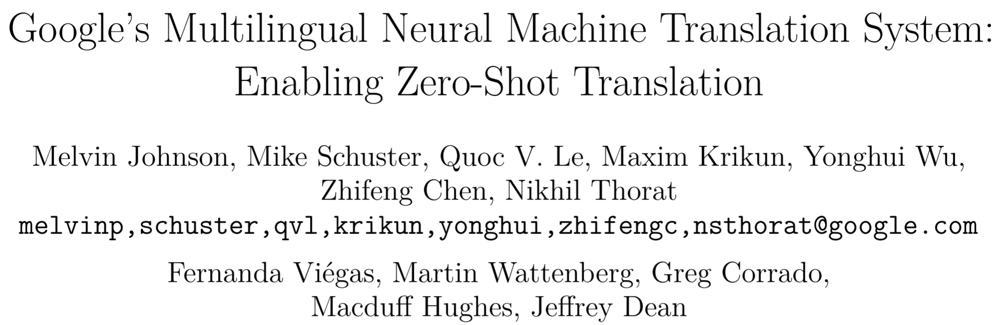 Google's Multilingual Neural Machine Translation System:
Enabling Zero-Shot Translation
Melvin Johnson, Mike Schuster, Quoc V. Le, Maxim Krikun, Yonghui Wu,
Zhifeng Chen, Nikhil Thorat
melvinp,schuster,qvl,krikun,yonghui,zhifengc,nsthorat@google.com
Fernanda Viégas, Martin Wattenberg, Greg Corrado,
Macduff Hughes, Jeffrey Dean